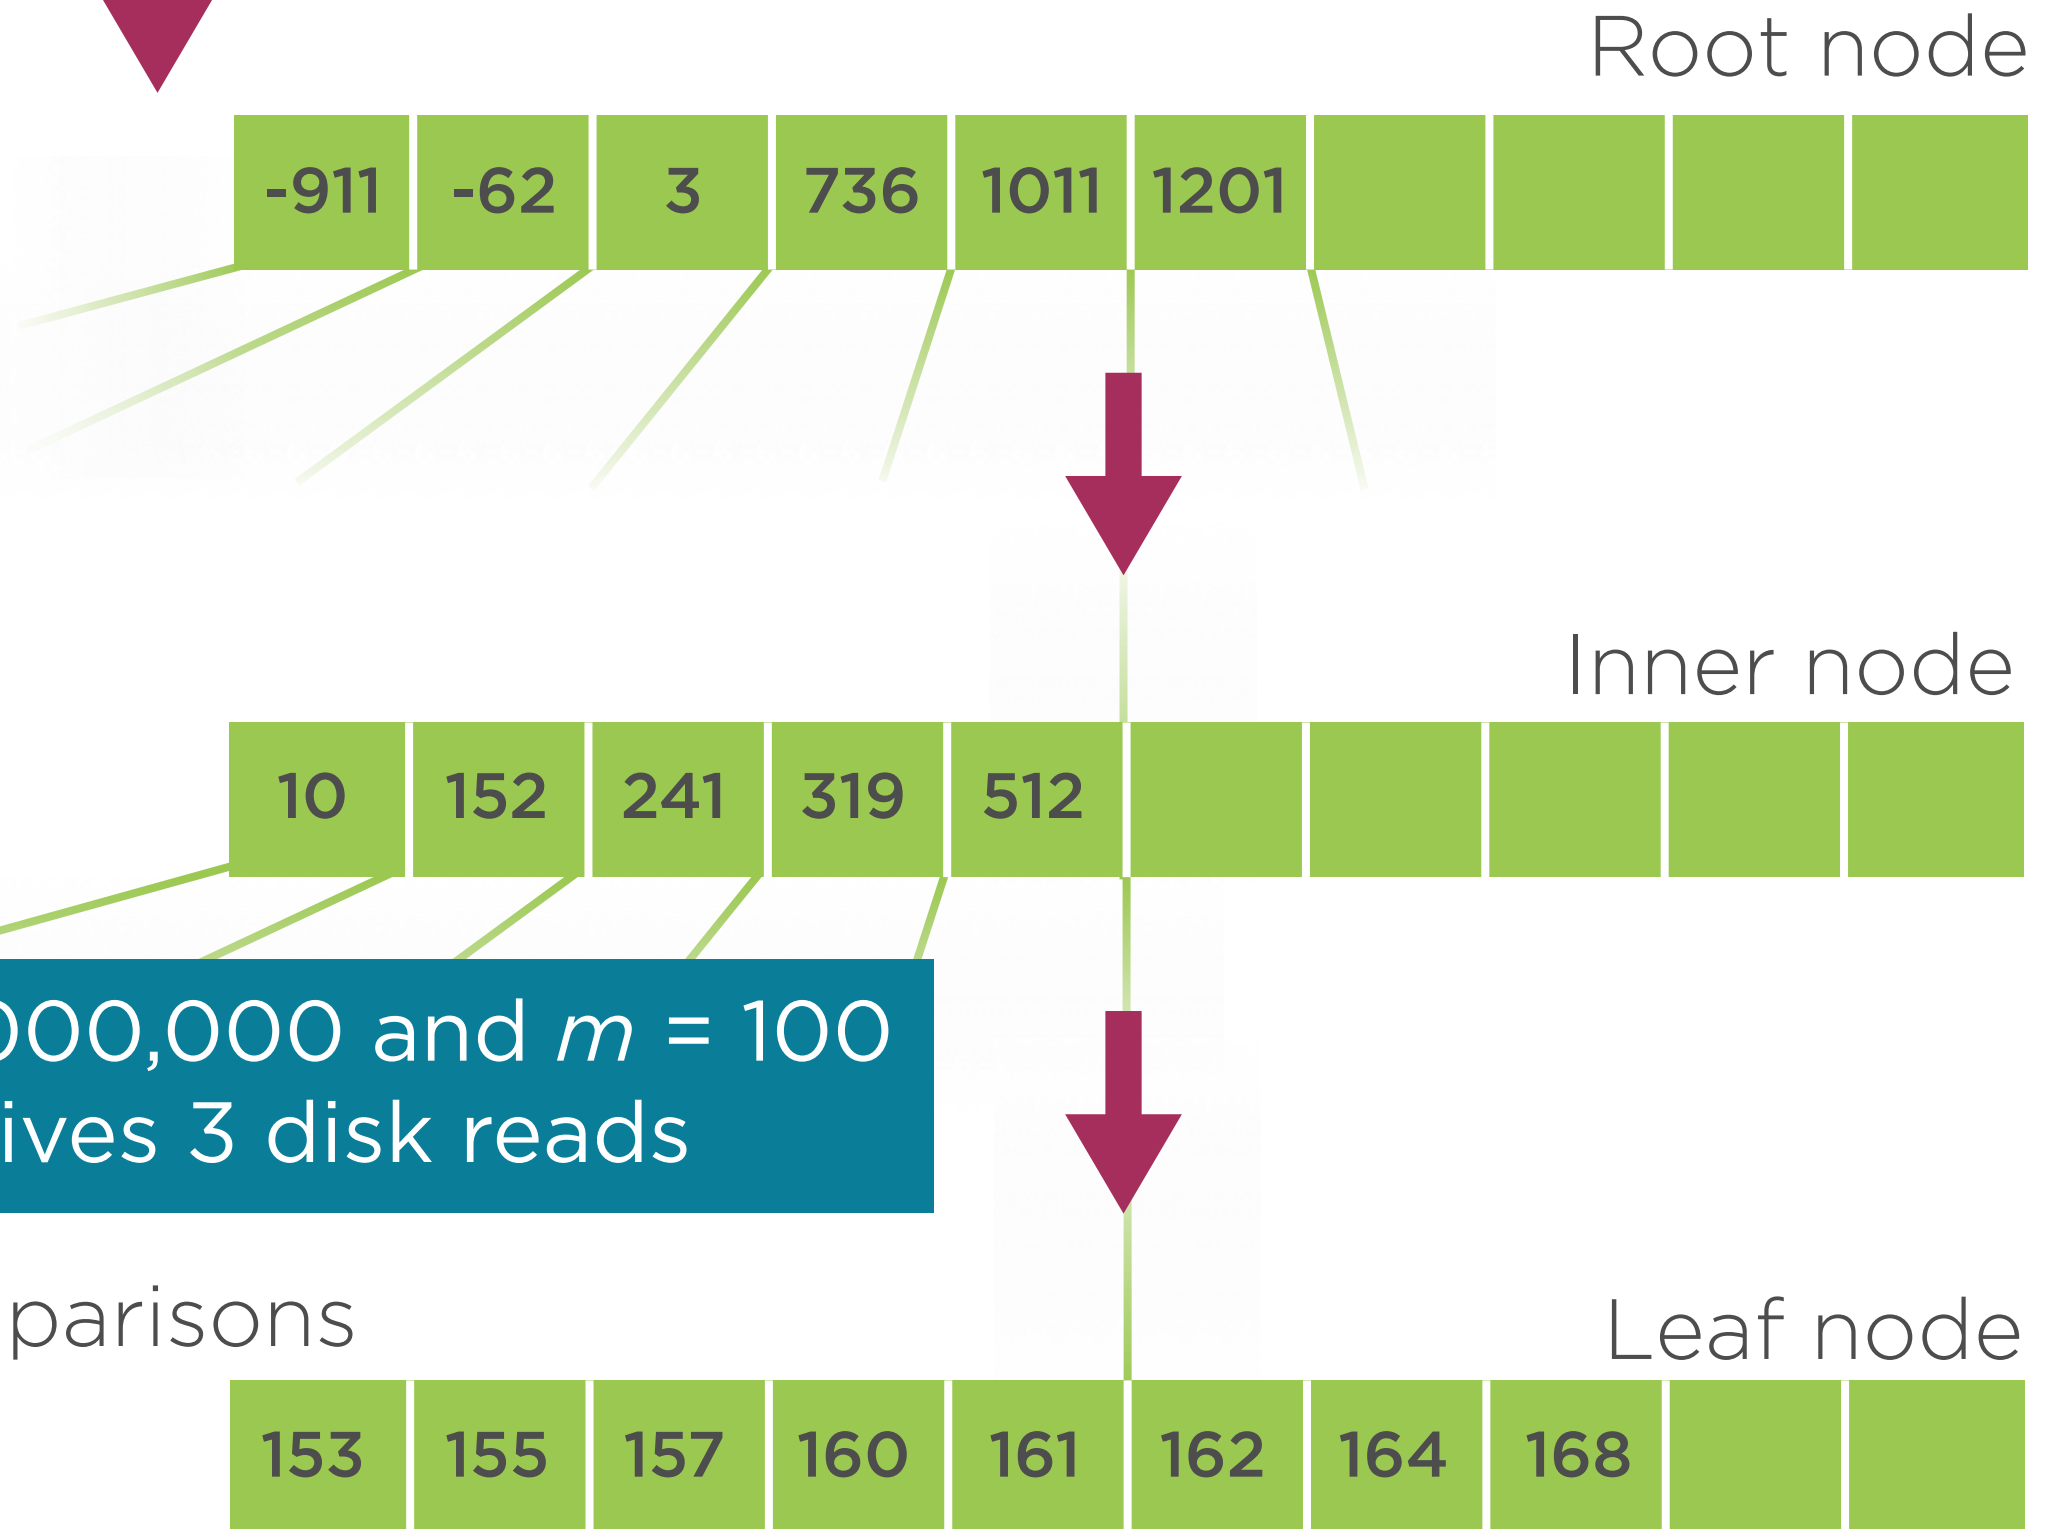 Root node
-911 -62 3 736 1011 1201
Inner node
10 152 241 319 512
000,000 and m = 100
ives 3 disk reads
parisons
Leaf node
153 155 157 160 161 162 164 168